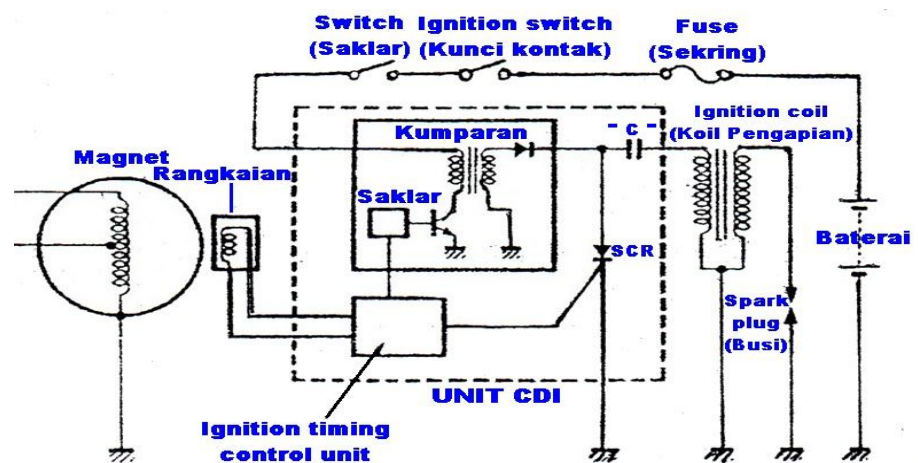 Switch
(Saklar)
Ignition switch
(Kunci kontak)
Fuse
(Sekring)
Ignition coil
(Koil Pengapian)
Kumparan
- C -
Magnet
Rangkaian
Saklar
SCR
Baterai
Spark
plug
(Busi)
UNIT CDI
Ignition timing
control unit